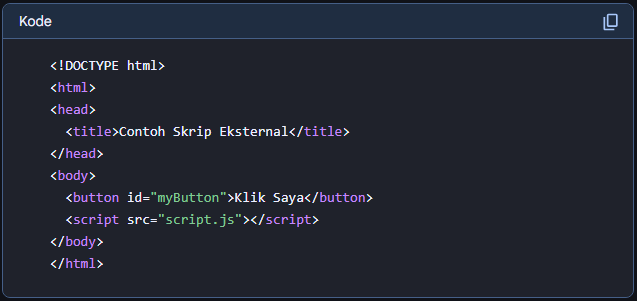 Kode
<!DOCTYPE html>
<html>
<head>
<title>Contoh Skrip Eksternal</title>
</head>
<body>
<button id="myButton">Klik Saya</button>
<script src="script.js"></script>
</body>
</html>